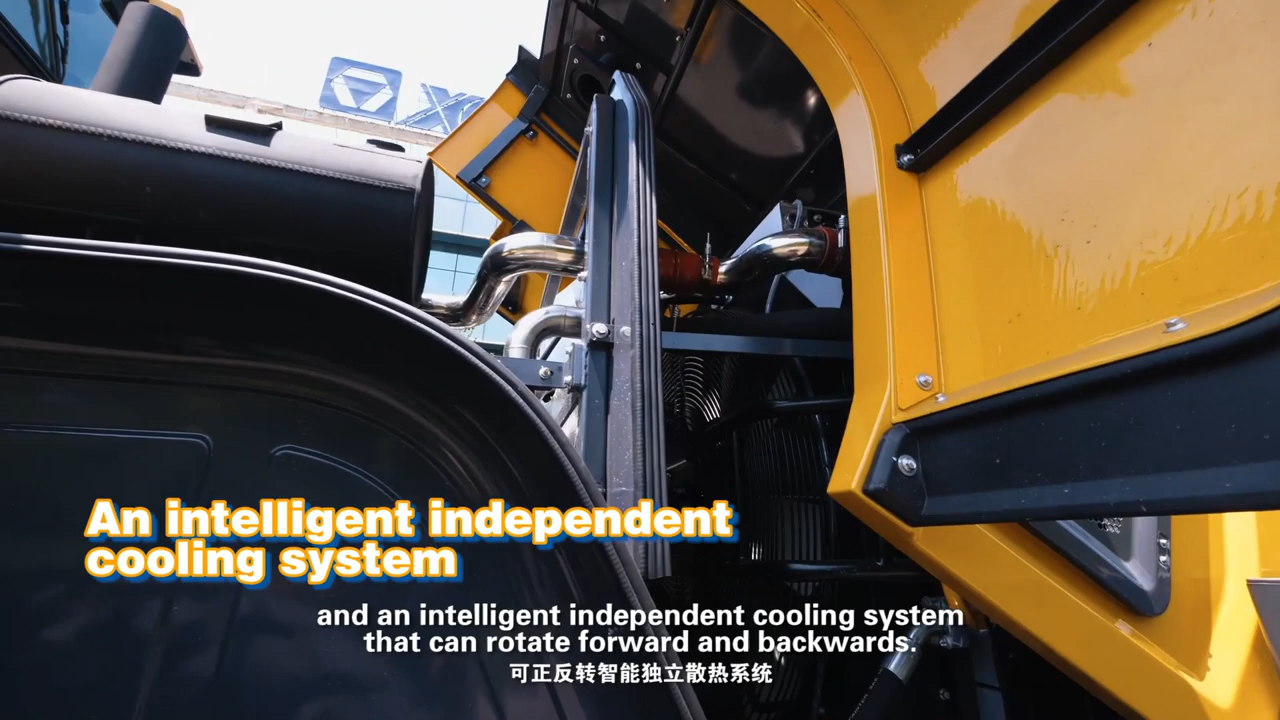 An intelligent independent
cooling system
and an intelligent independent cooling system
that can rotate forward and backwards.
可正反转智能独立散热系统